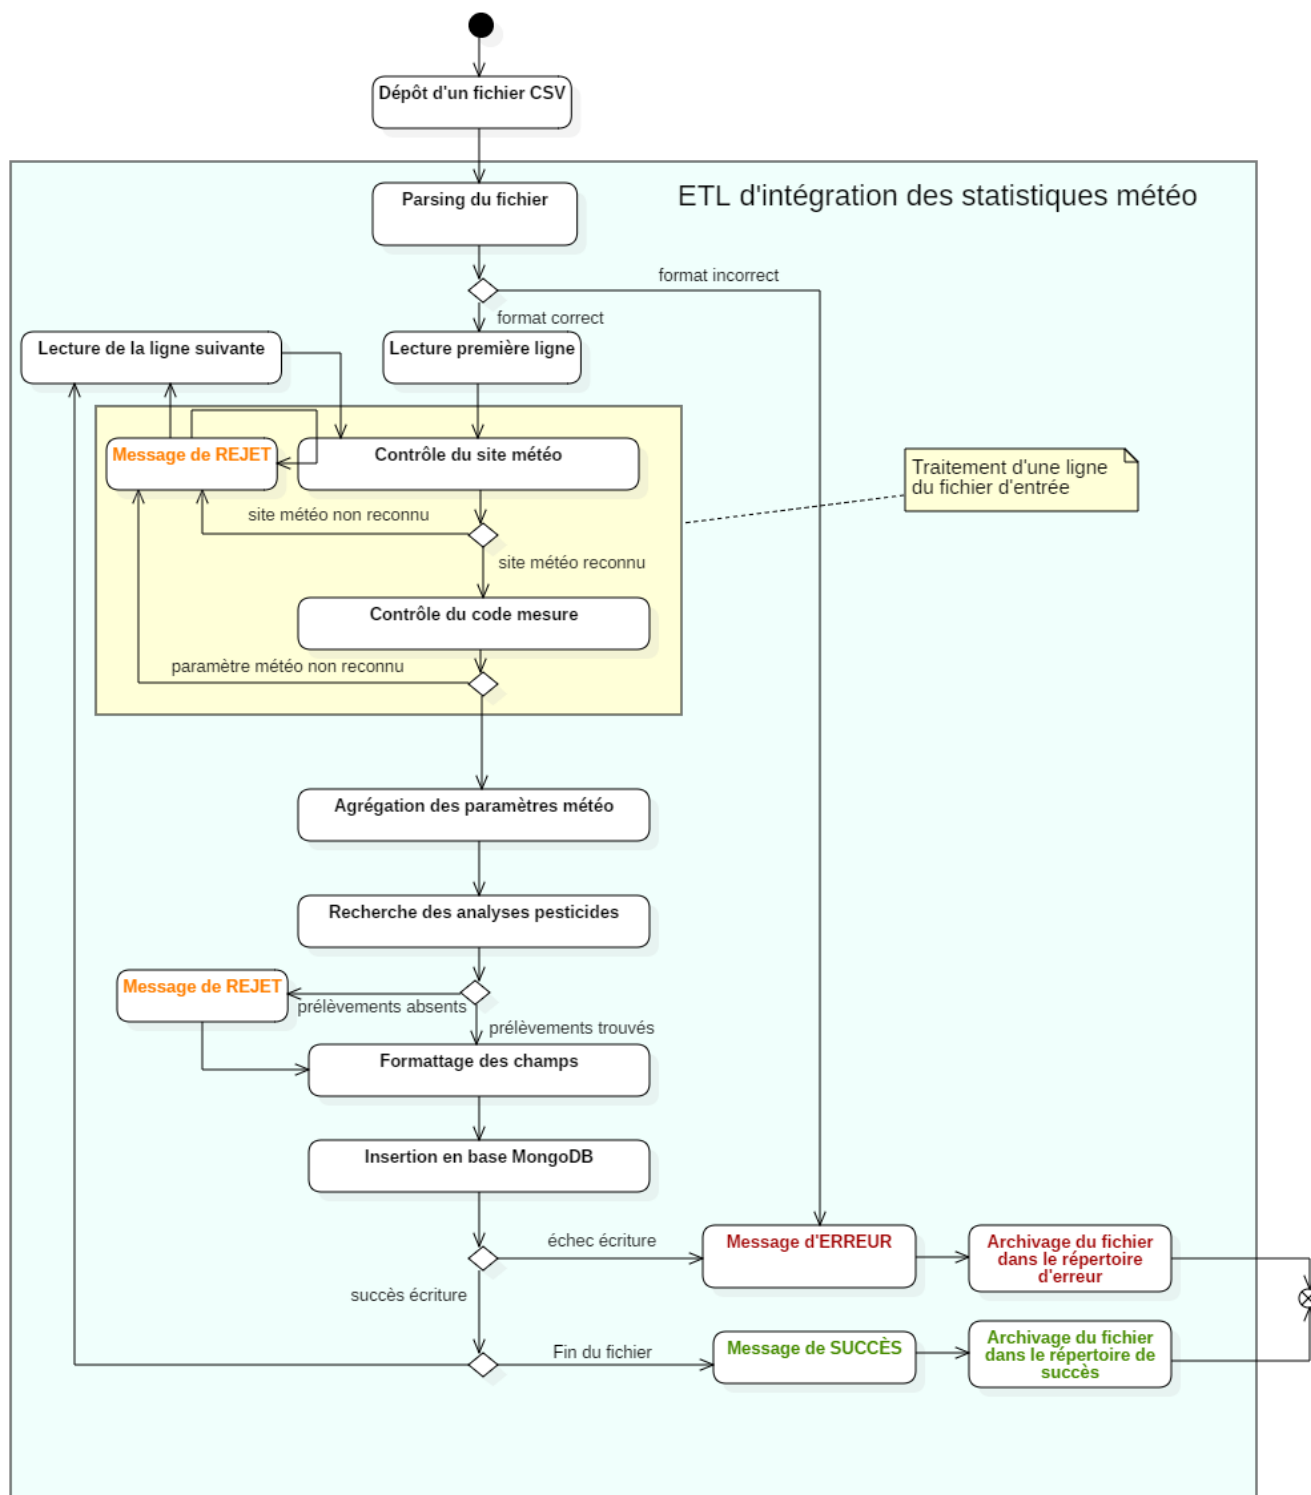 Dépôt d'un fichier CSV
ETL d'intégration des statistiques météo
Parsing du fichier
format incorrect
format correct
Lecture de la ligne suivante
Lecture première ligne
Message de REJET
Contrôle du site météo
Traitement d'une ligne
du fichier d'entrée
site météo non reconnu
site météo reconnu
Contrôle du code mesure
paramètre météo non reconnu
Agrégation des paramètres météo
Recherche des analyses pesticides
Message de REJET
prélèvements absents
prélèvements trouvés
Formattage des champs
Insertion en base MongoDB
échec écriture
Message d'ERREUR
Archivage du fichier
dans le répertoire
d'erreur
succès écriture
Fin du fichier
Message de SUCCÈS
Archivage du fichier
dans le répertoire de
succès